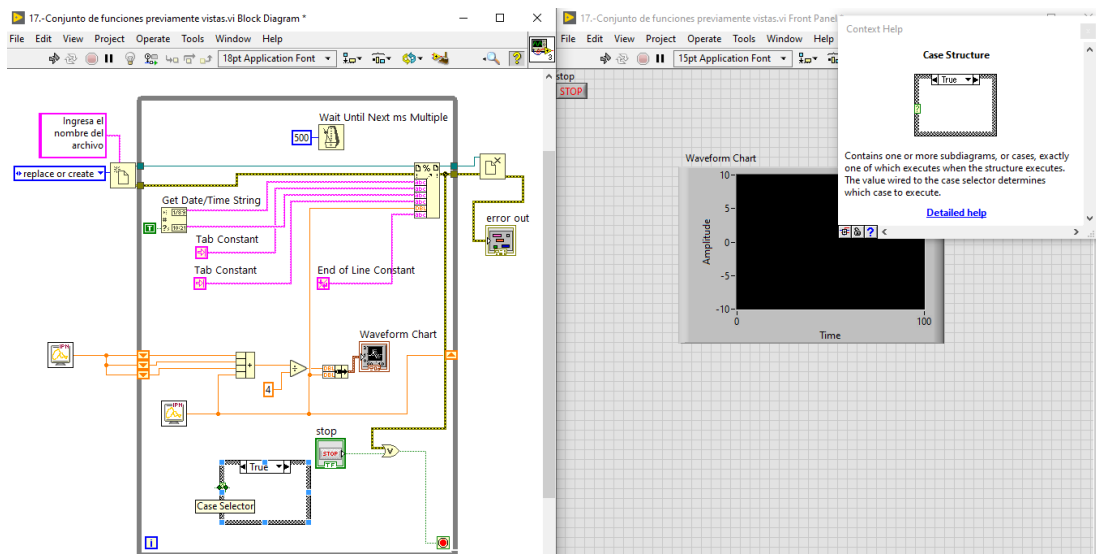 17.-Conjunto de funciones previamente vistas.vi Block Diagram *
File Edit View Project Operate Tools Window Help
18pt Application Font
3
Ingresa el
nombre del
archivo
replace or create
Wait Until Next ms Multiple
500
Get Date/Time String
T
Tab Constant
Tab Constant
End of Line Constant
error out
Waveform Chart
4
DBL
DBL
stop
STOP
TF
True
Case Selector
i
17.-Conjunto de funciones previamente vistas.vi Front Panel
File Edit View Project Operate Tools Window Help
15pt Application Font
stop
STOP
Waveform Chart
10
5
0
-5
-10
Amplitude
0
100
Time
Context Help
Case Structure
True
?
Contains one or more subdiagrams, or cases, exactly
one of which executes when the structure executes.
The value wired to the case selector determines
which case to execute.
Detailed help
?